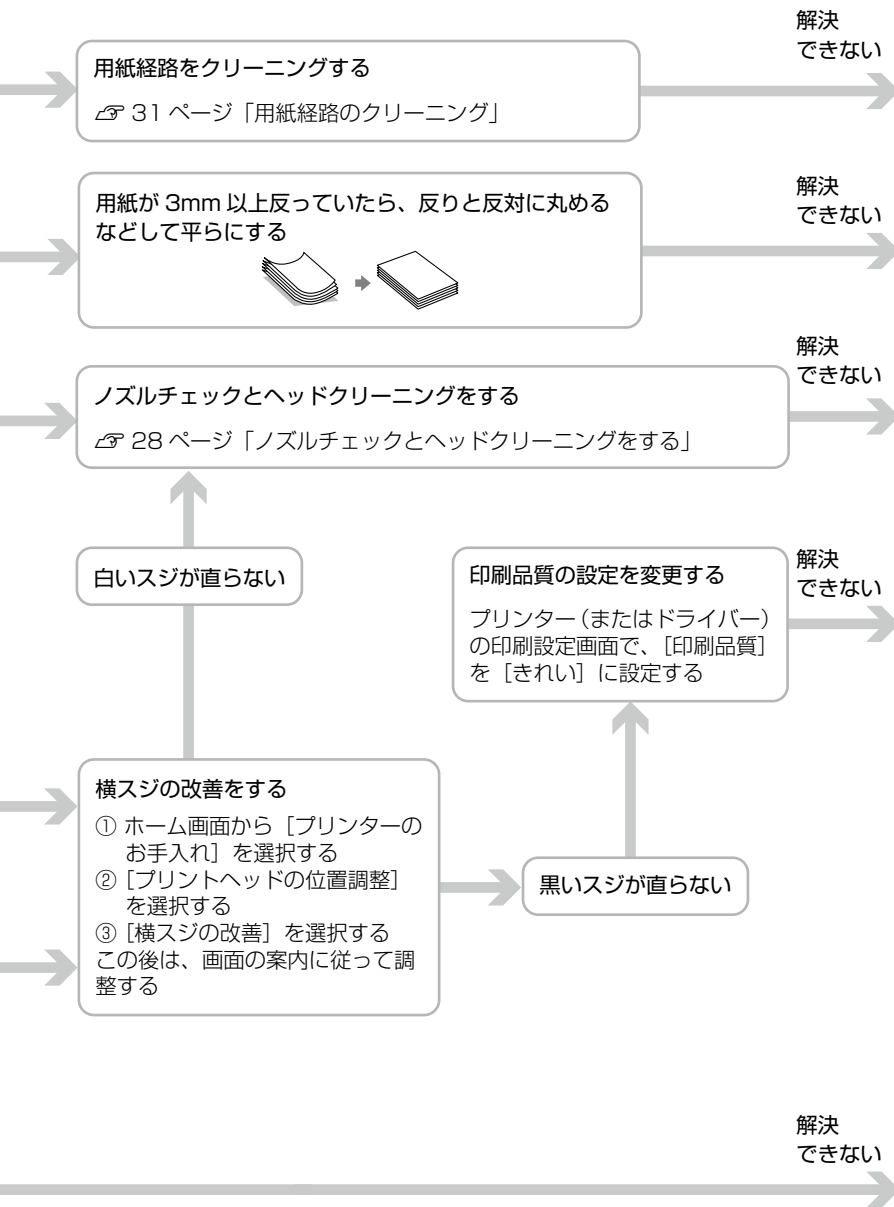 解決
できない
用紙経路をクリーニングする
☞ 31 ページ「用紙経路のクリーニング」
解決
できない
用紙が 3mm 以上反っていたら、反りと反対に丸める
などして平らにする
解決
できない
ノズルチェックとヘッドクリーニングをする
☞ 28 ページ「ノズルチェックとヘッドクリーニングをする」
白いスジが直らない
印刷品質の設定を変更する
プリンター（またはドライバー）
の印刷設定画面で、［印刷品質］
を［きれい］に設定する
解決
できない
横スジの改善をする
① ホーム画面から［プリンターの
お手入れ］を選択する
②［プリントヘッドの位置調整］
を選択する
③［横スジの改善］を選択する
この後は、画面の案内に従って調
整する
黒いスジが直らない
解決
できない